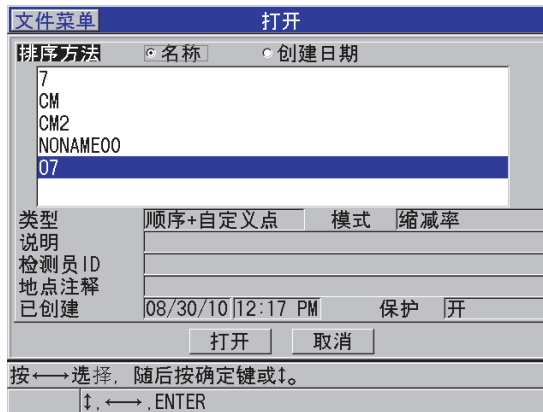 文件菜单 打开
排序方法 名称 创建日期
7
CM
CM2
NONAME00
07
类型 顺序+自定义点 模式 缩减率
说明
检测员ID
地点注释
已创建 08/30/10 12:17 PM 保护 开
打开 取消
按←→选择，随后按确定键或↕。
↕,←→,ENTER